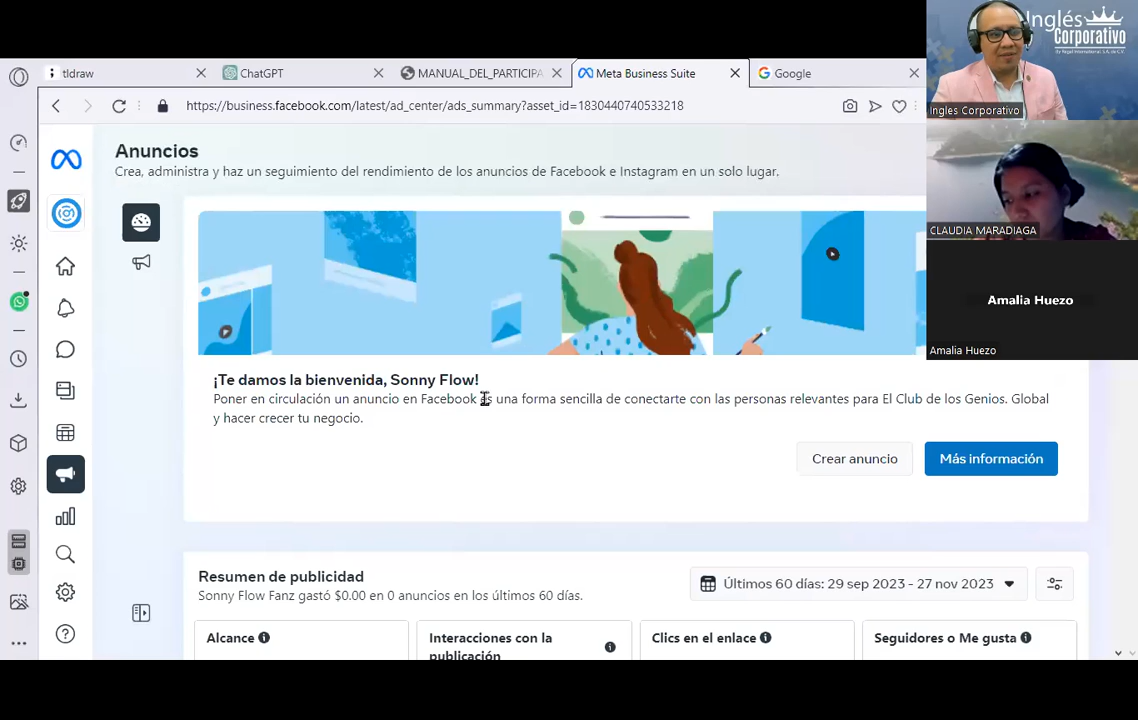 tldraw
ChatGPT
MANUAL_DEL_PARTICIPA
Meta Business Suite
Google
https://business.facebook.com/latest/ad_center/ads_summary?asset_id=1830440740533218
Inglés
Corporativo
Ingles Corporativo
CLAUDIA MARADIAGA
Amalia Huezo
Amalia Huezo
Anuncios
Crea, administra y haz un seguimiento del rendimiento de los anuncios de Facebook e Instagram en un solo lugar.
¡Te damos la bienvenida, Sonny Flow!
Poner en circulación un anuncio en Facebook es una forma sencilla de conectarte con las personas relevantes para El Club de los Genios. Global
y hacer crecer tu negocio.
Crear anuncio
Más información
Resumen de publicidad
Sonny Flow Fanz gastó $0.00 en 0 anuncios en los últimos 60 días.
Últimos 60 días: 29 sep 2023 - 27 nov 2023
Alcance
Interacciones con la
publicación
Clics en el enlace
Seguidores o Me gusta